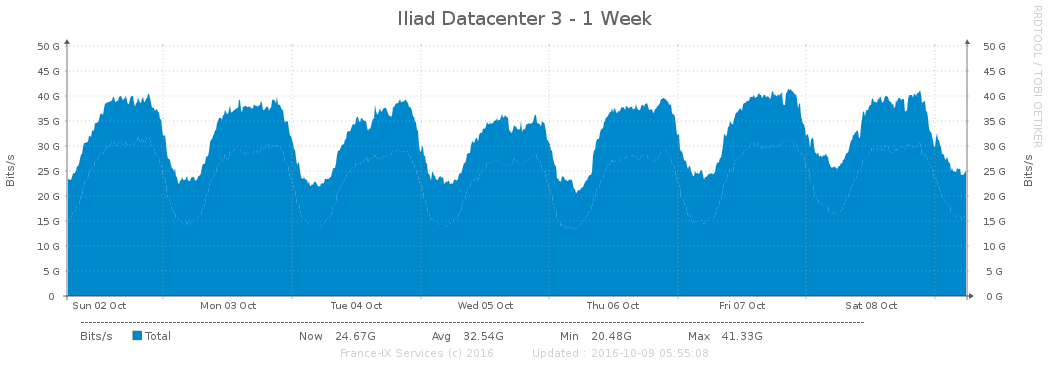 Iliad Datacenter 3 - 1 Week
RRDTOOL / TOBI OETIKER
50 G 50 G
45 G 45 G
40 G 40 G
35 G 35 G
30 G 30 G
25 G 25 G
20 G 20 G
15 G 15 G
10 G 10 G
5 G 5 G
0 0 G
Bits/s Bits/s
Sun 02 Oct Mon 03 Oct Tue 04 Oct Wed 05 Oct Thu 06 Oct Fri 07 Oct Sat 08 Oct
Bits/s Total Now 24.67G Avg 32.54G Min 20.48G Max 41.33G
France-IX Services (c) 2016 Updated : 2016-10-09 05:55:08